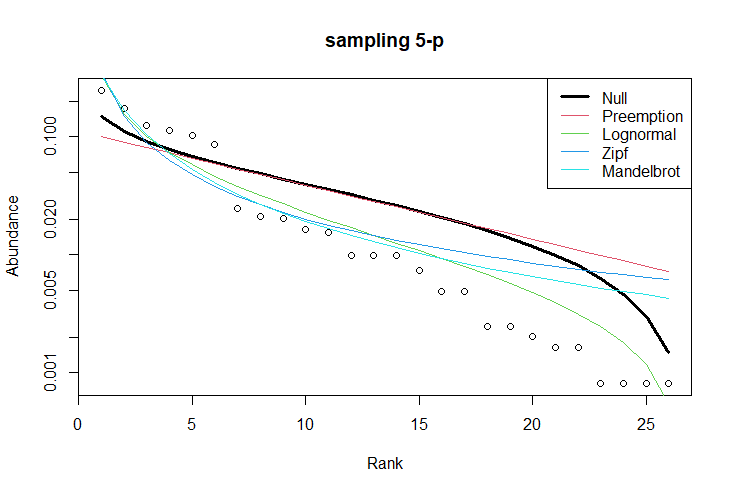 sampling 5-p
Null
Preemption
Lognormal
Zipf
Mandelbrot
Abundance
0.100
0.020
0.005
0.001
0 5 10 15 20 25
Rank